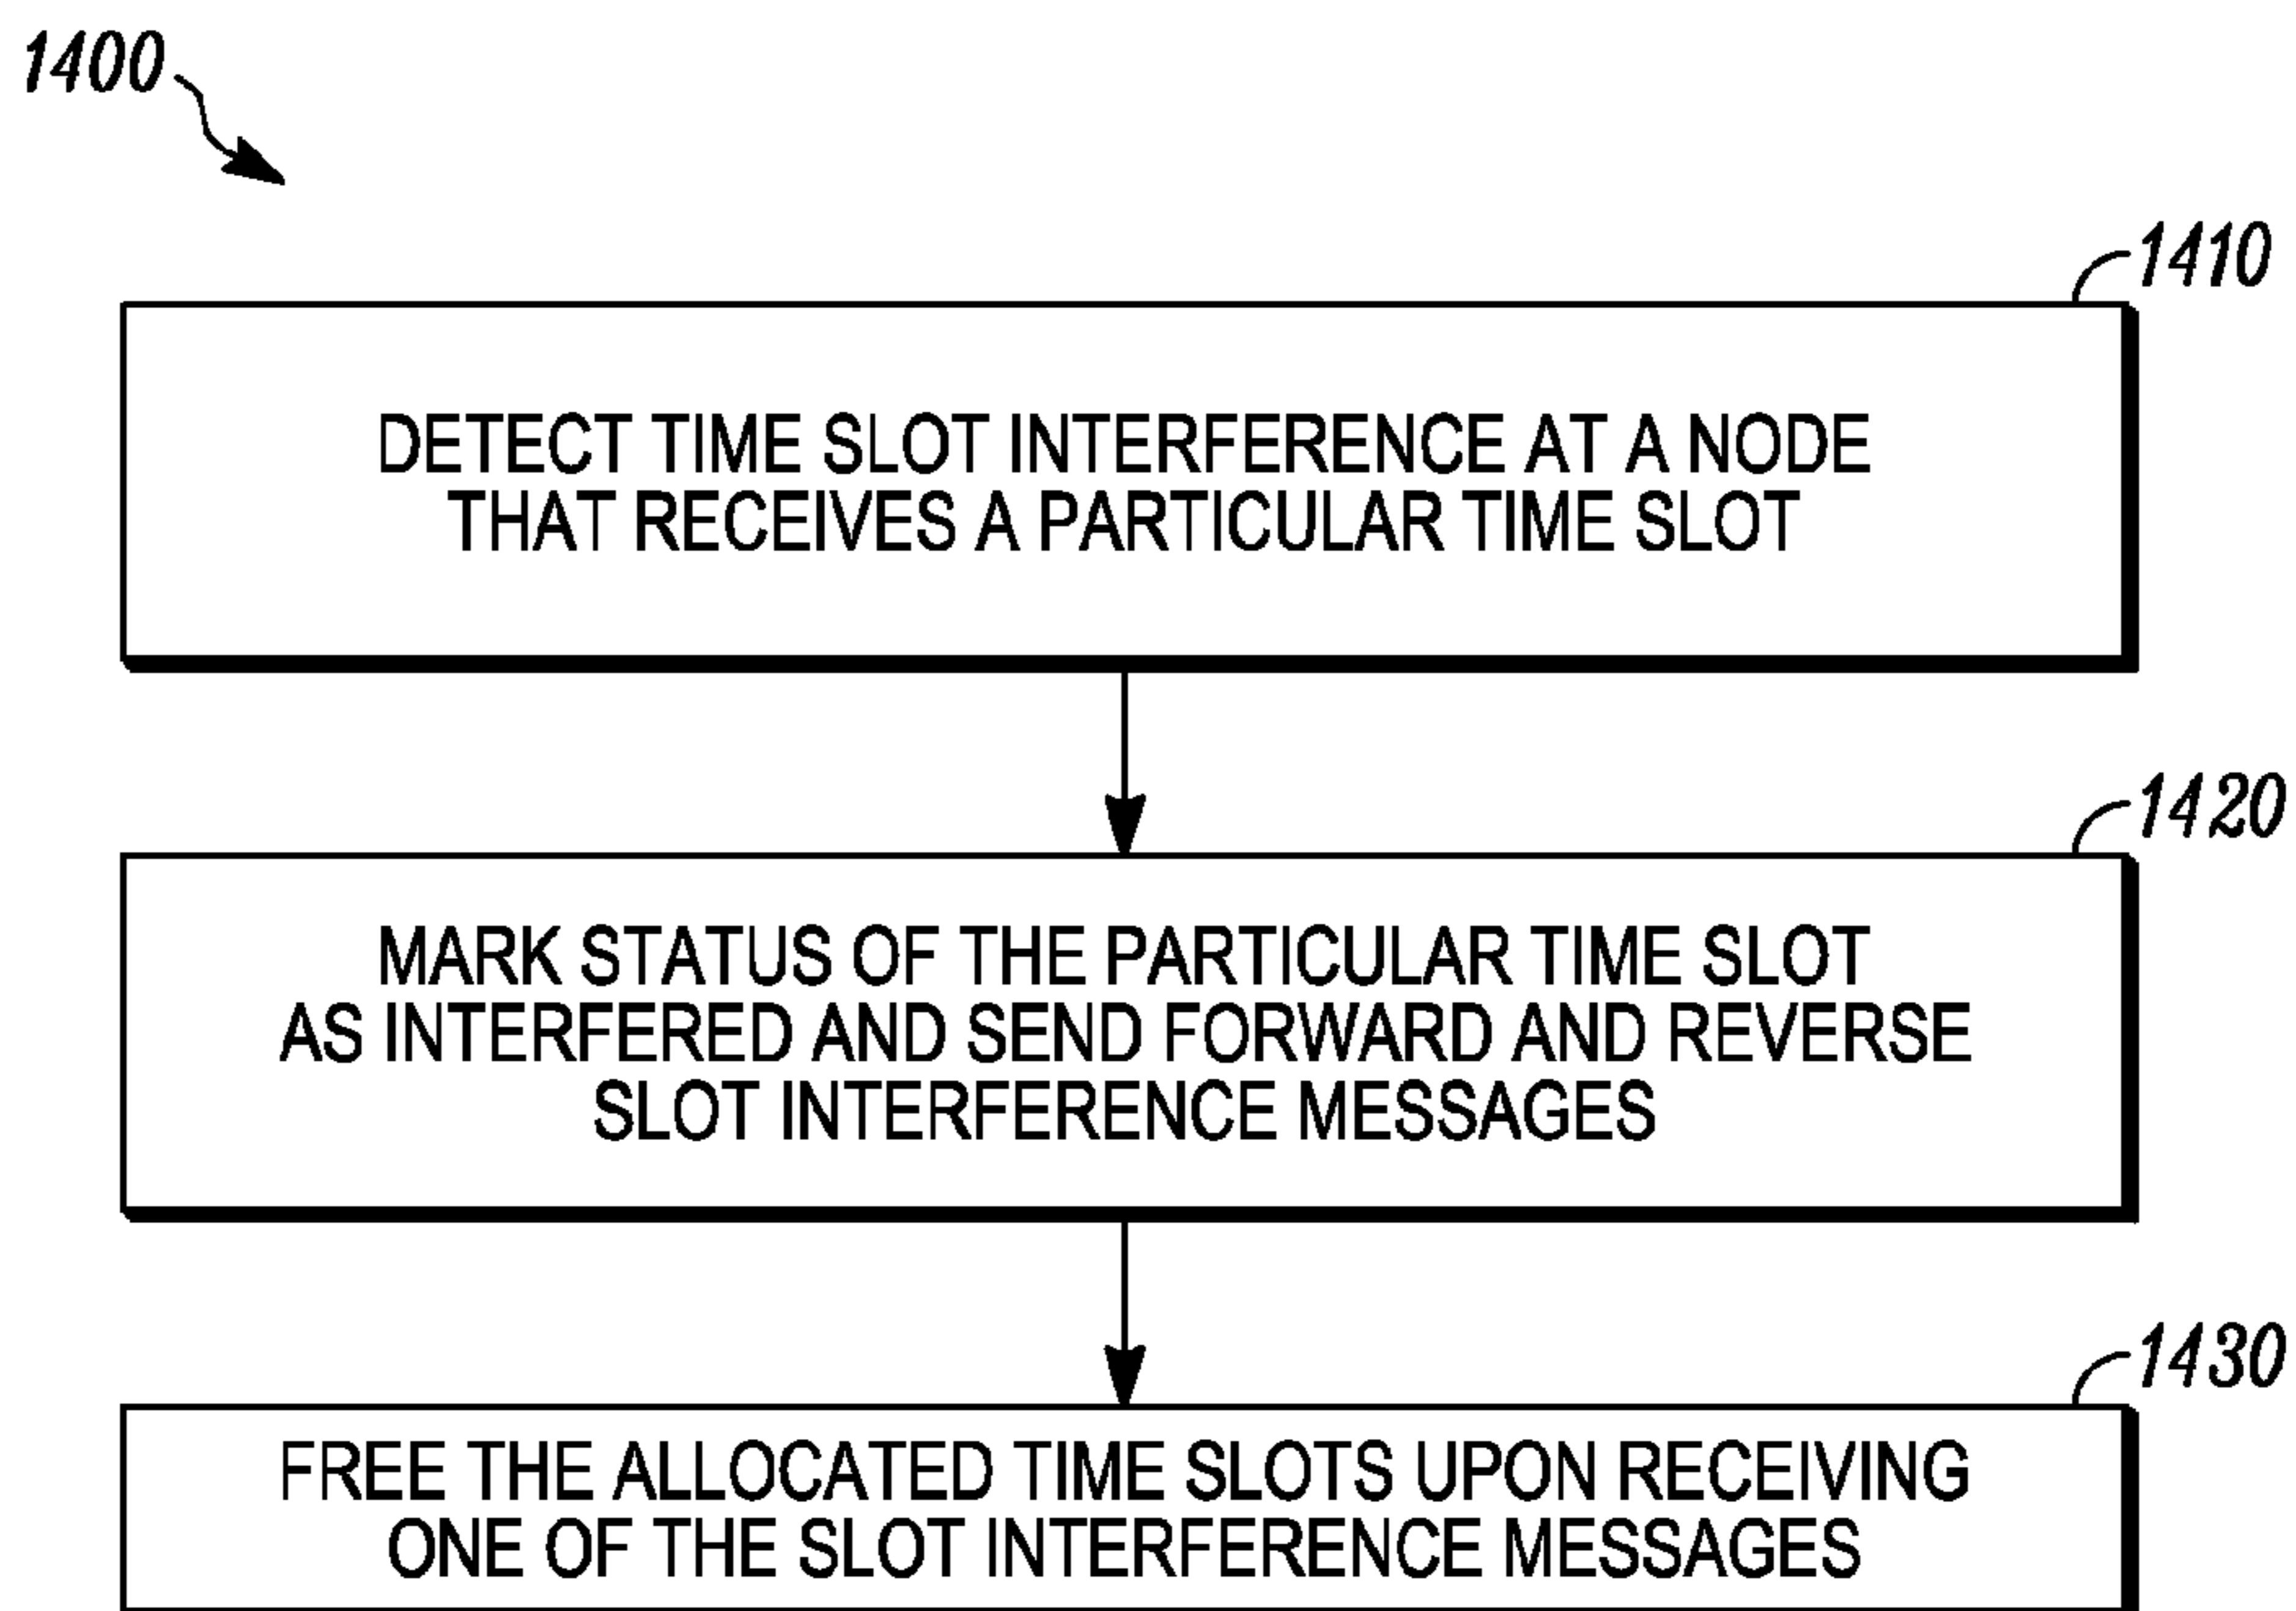 1400
1410
DETECT TIME SLOT INTERFERENCE AT A NODE
THAT RECEIVES A PARTICULAR TIME SLOT
1420
MARK STATUS OF THE PARTICULAR TIME SLOT
AS INTERFERED AND SEND FORWARD AND REVERSE
SLOT INTERFERENCE MESSAGES
1430
FREE THE ALLOCATED TIME SLOTS UPON RECEIVING
ONE OF THE SLOT INTERFERENCE MESSAGES